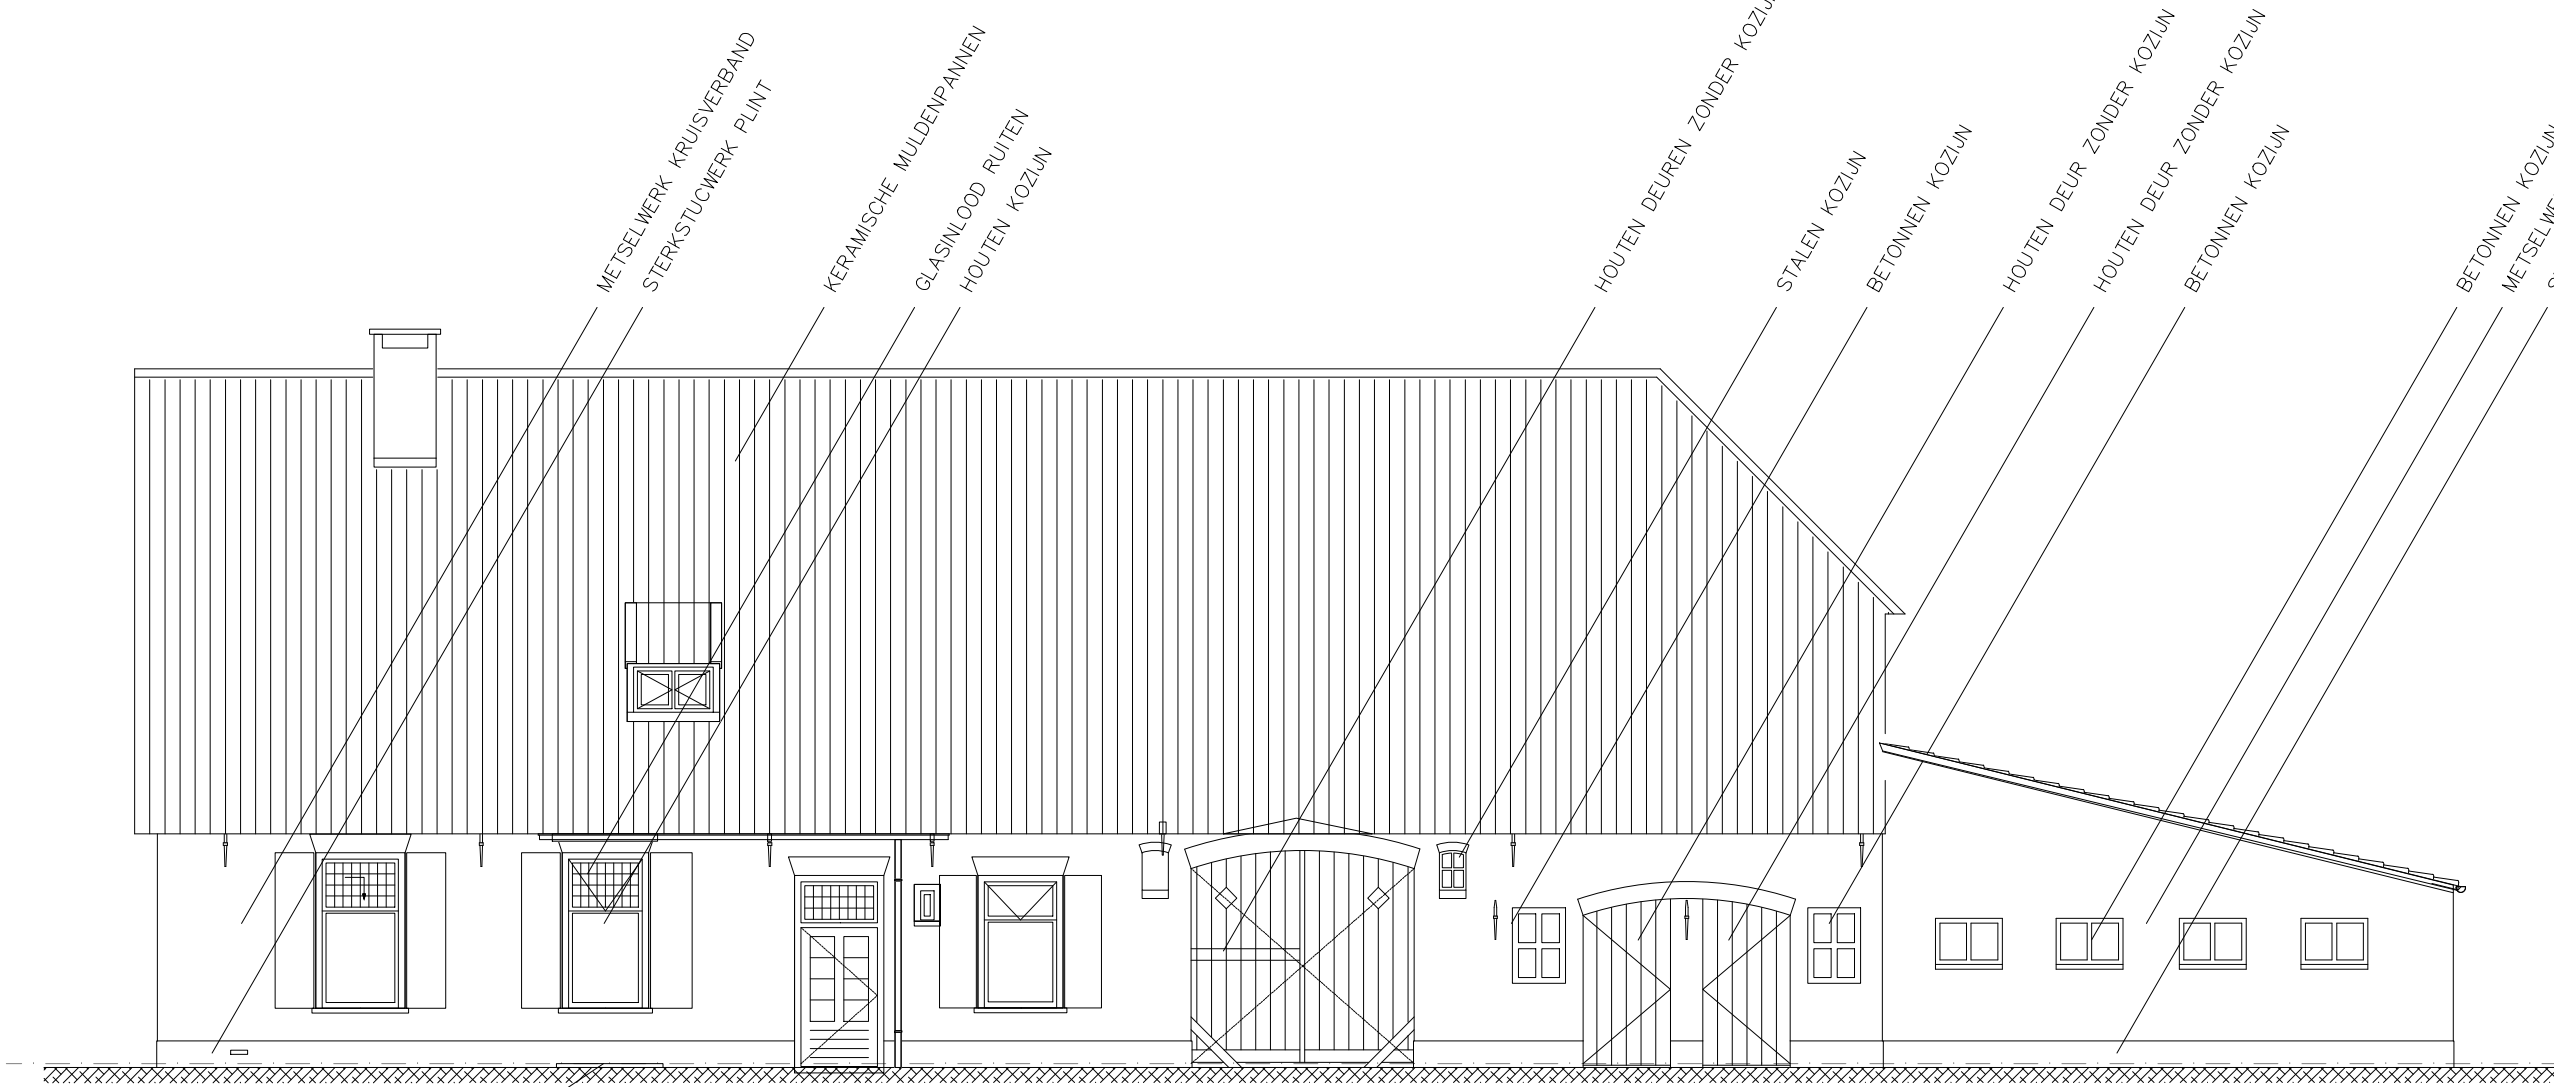 METSELWERK KRUISVERBAND
STERKSTUCWERK PLINT
KERAMISCHE MULDENPANNEN
GLASINLOOD RUITEN
HOUTEN KOZIJN
HOUTEN DEUREN ZONDER KOZIJN
STALEN KOZIJN
BETONNEN KOZIJN
HOUTEN DEUR ZONDER KOZIJN
HOUTEN DEUR ZONDER KOZIJN
BETONNEN KOZIJN
BETONNEN KOZIJN